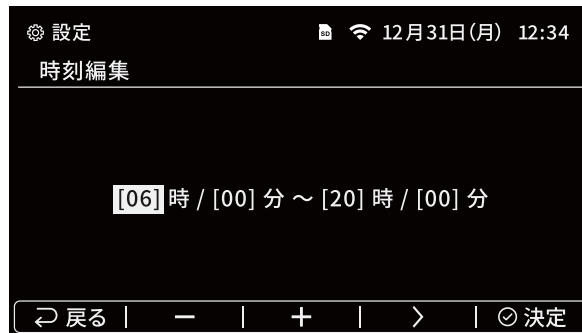 設定 SD 12月31日(月) 12:34
時刻編集
[06] 時 / [00] 分 ～ [20] 時 / [00] 分
戻る | － | ＋ | 〉 | 決定